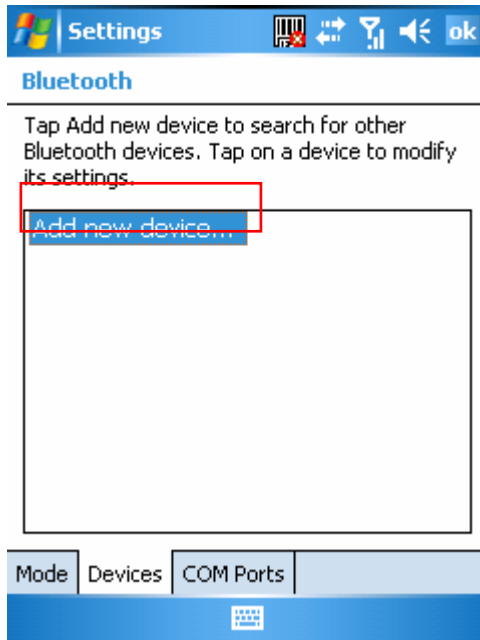 Settings
ok
Bluetooth
Tap Add new device to search for other
Bluetooth devices. Tap on a device to modify
its settings.
Add new device...
Mode
Devices
COM Ports